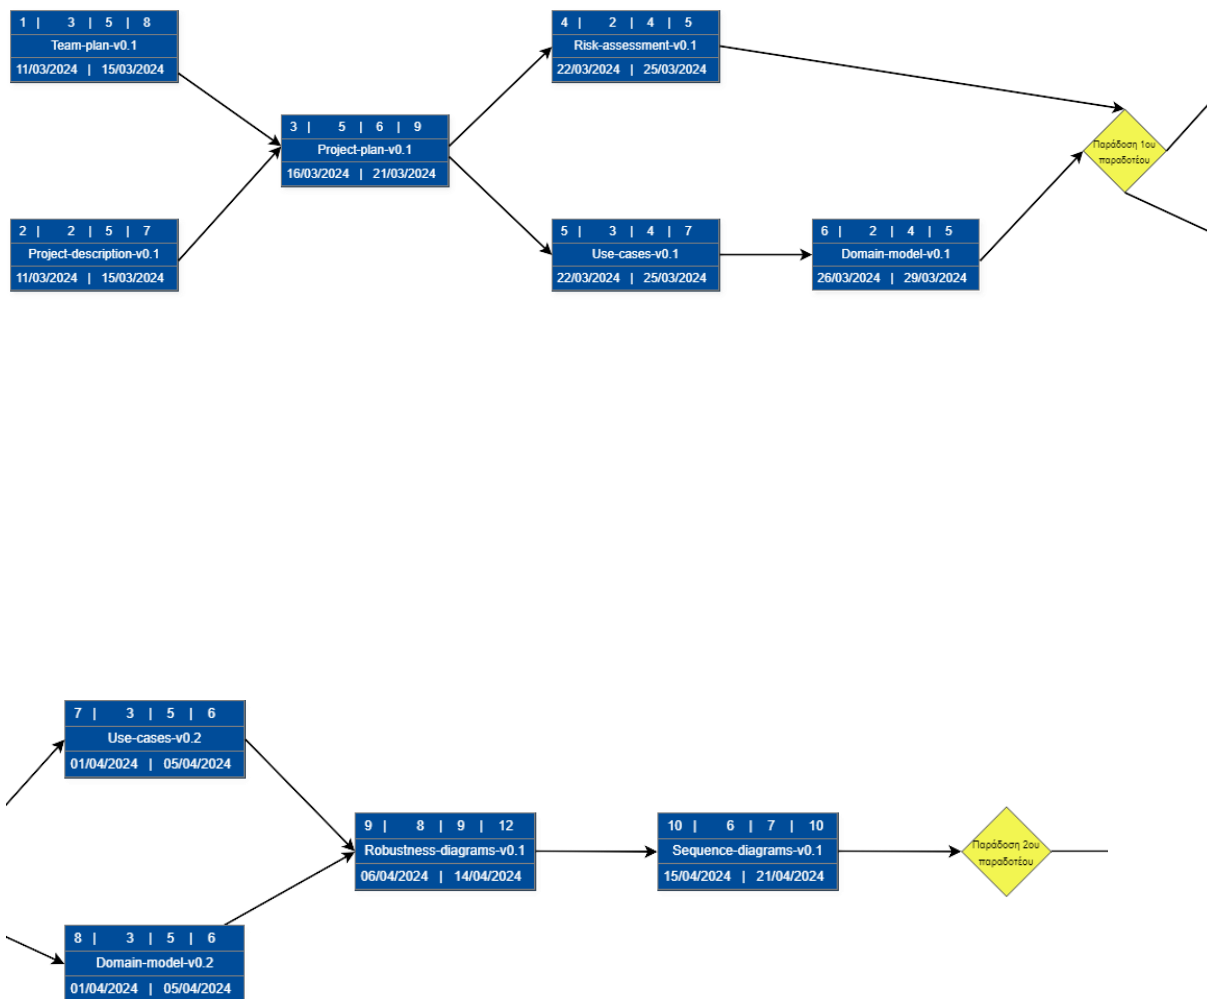 1 | 3 | 5 | 8
Team-plan-v0.1
11/03/2024 | 15/03/2024
4 | 2 | 4 | 5
Risk-assessment-v0.1
22/03/2024 | 25/03/2024
3 | 5 | 6 | 9
Project-plan-v0.1
16/03/2024 | 21/03/2024
Παράδοση 1ου
παραδοτέου
2 | 2 | 5 | 7
Project-description-v0.1
11/03/2024 | 15/03/2024
5 | 3 | 4 | 7
Use-cases-v0.1
22/03/2024 | 25/03/2024
6 | 2 | 4 | 5
Domain-model-v0.1
26/03/2024 | 29/03/2024
7 | 3 | 5 | 6
Use-cases-v0.2
01/04/2024 | 05/04/2024
9 | 8 | 9 | 12
Robustness-diagrams-v0.1
06/04/2024 | 14/04/2024
10 | 6 | 7 | 10
Sequence-diagrams-v0.1
15/04/2024 | 21/04/2024
Παράδοση 2ου
παραδοτέου
8 | 3 | 5 | 6
Domain-model-v0.2
01/04/2024 | 05/04/2024